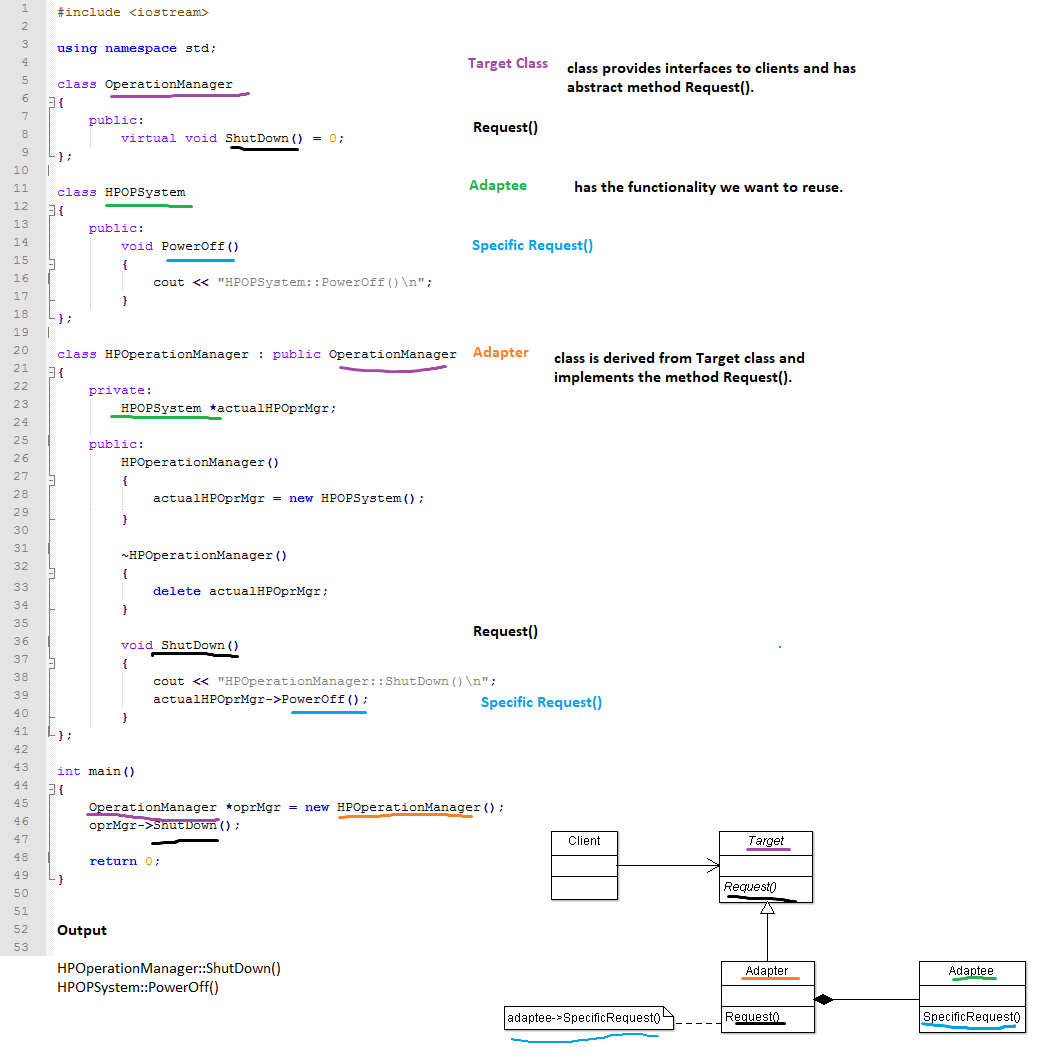 1 #include <iostream>
2
3 using namespace std;
4
Target Class
class provides interfaces to clients and has
abstract method Request().
5 class OperationManager
6 {
7 public:
Request()
8 virtual void ShutDown() = 0;
9 };
10
11 class HPOPSystem
Adaptee
has the functionality we want to reuse.
12 {
13 public:
14 void PowerOff()
Specific Request()
15 {
16 cout << "HPOPSystem::PowerOff()\n";
17 }
18 };
19
20 class HPOperationManager : public OperationManager
Adapter
class is derived from Target class and
implements the method Request().
21 {
22 private:
23 HPOPSystem *actualHPOprMgr;
24
25 public:
26 HPOperationManager()
27 {
28 actualHPOprMgr = new HPOPSystem();
29 }
30
31 ~HPOperationManager()
32 {
33 delete actualHPOprMgr;
34 }
35
Request()
36 void ShutDown()
37 {
38 cout << "HPOperationManager::ShutDown()\n";
39 actualHPOprMgr->PowerOff();
Specific Request()
40 }
41 };
42
43 int main()
44 {
45 OperationManager *oprMgr = new HPOperationManager();
46 oprMgr->ShutDown();
47
48 return 0;
49 }
50
51
52 Output
53
HPOperationManager::ShutDown()
HPOPSystem::PowerOff()
Client
Target
Request()
Adapter
Request()
Adaptee
SpecificRequest()
adaptee->SpecificRequest()